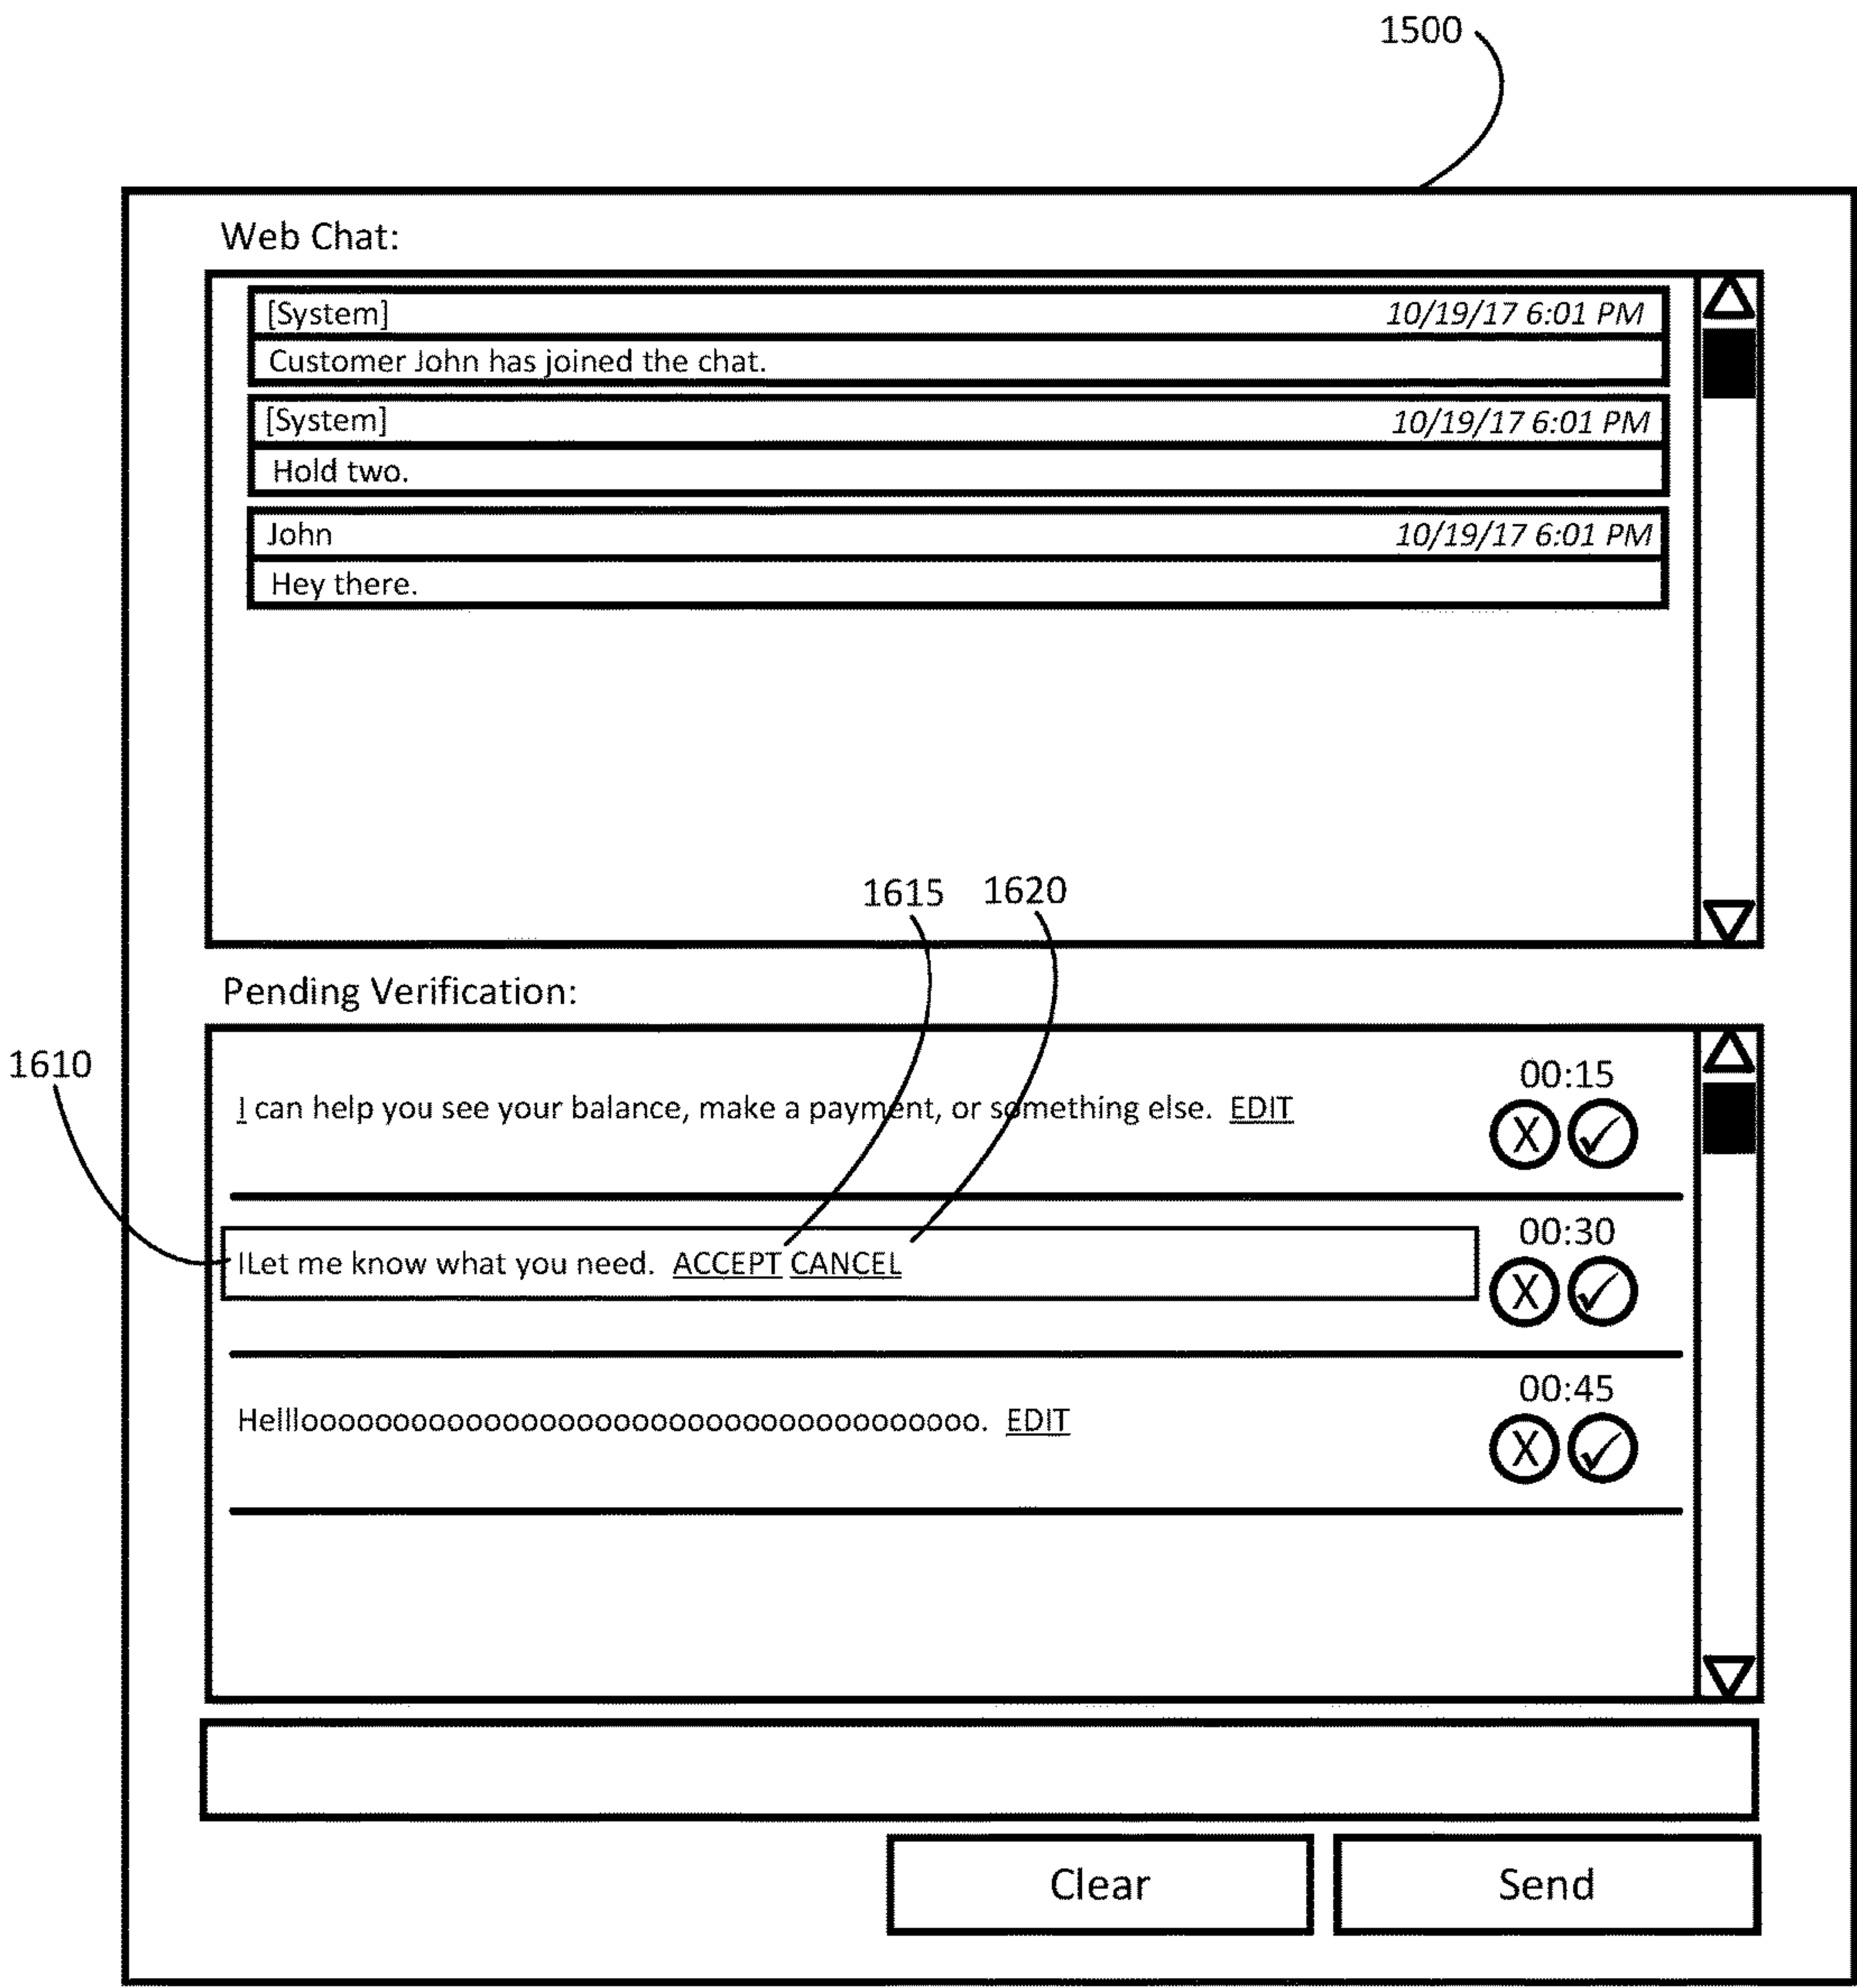 1500
Web Chat:
[System] 10/19/17 6:01 PM
Customer John has joined the chat.
[System] 10/19/17 6:01 PM
Hold two.
John 10/19/17 6:01 PM
Hey there.
1615 1620
Pending Verification:
1610
00:15
I can help you see your balance, make a payment, or something else. EDIT
X ✓
00:30
|Let me know what you need. ACCEPT CANCEL
X ✓
00:45
Hellloooooooooooooooooooooooooooooooooooooo. EDIT
X ✓
Clear Send